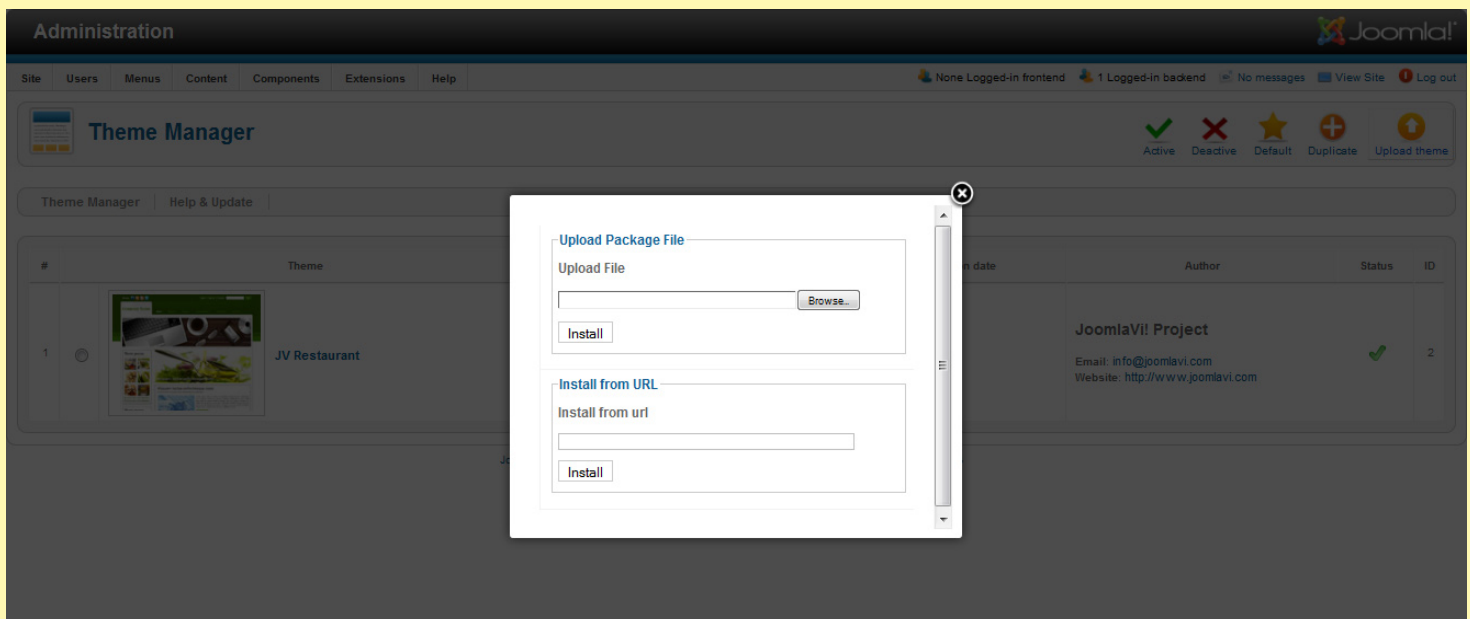 Administration
Joomla!
Site Users Menus Content Components Extensions Help
None Logged-in frontend 1 Logged-in backend No messages View Site Log out
Theme Manager
Active Deactive Default Duplicate Upload theme
Theme Manager Help & Update
Upload Package File
Upload File
Browse..
Install
Install from URL
Install from url
Install
# Theme n date Author Status ID
1 JV Restaurant
JoomlaVi! Project
Email: info@joomlavi.com
Website: http://www.joomlavi.com
2